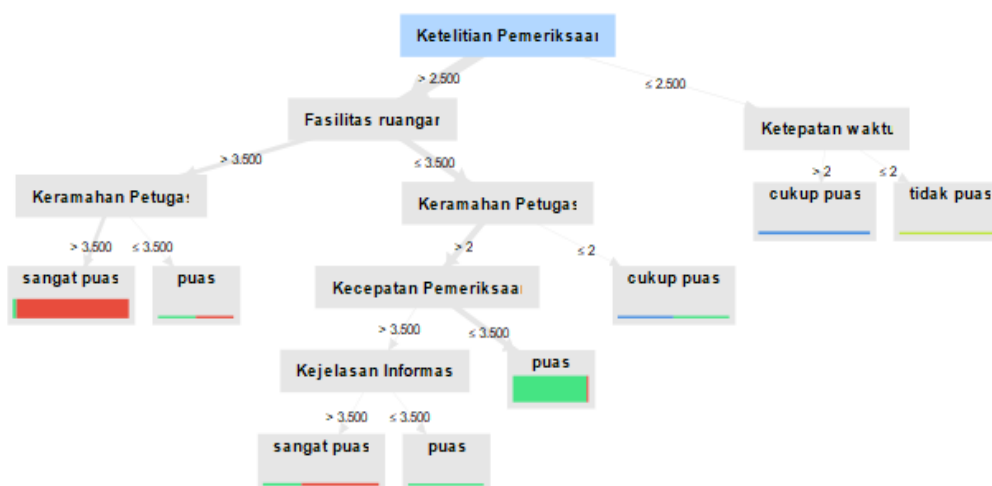 Ketelitian Pemeriksaar
> 2.500
≤ 2.500
Fasilitas ruangar
Ketepatan waktu
> 3.500
≤ 3.500
> 2
≤ 2
Keramahan Petugas
Keramahan Petugas
cukup puas
tidak puas
> 3.500
≤ 3.500
> 2
≤ 2
sangat puas
puas
Kecepatan Pemeriksaa
cukup puas
> 3.500
≤ 3.500
Kejelasan Informas
puas
> 3.500
≤ 3.500
sangat puas
puas